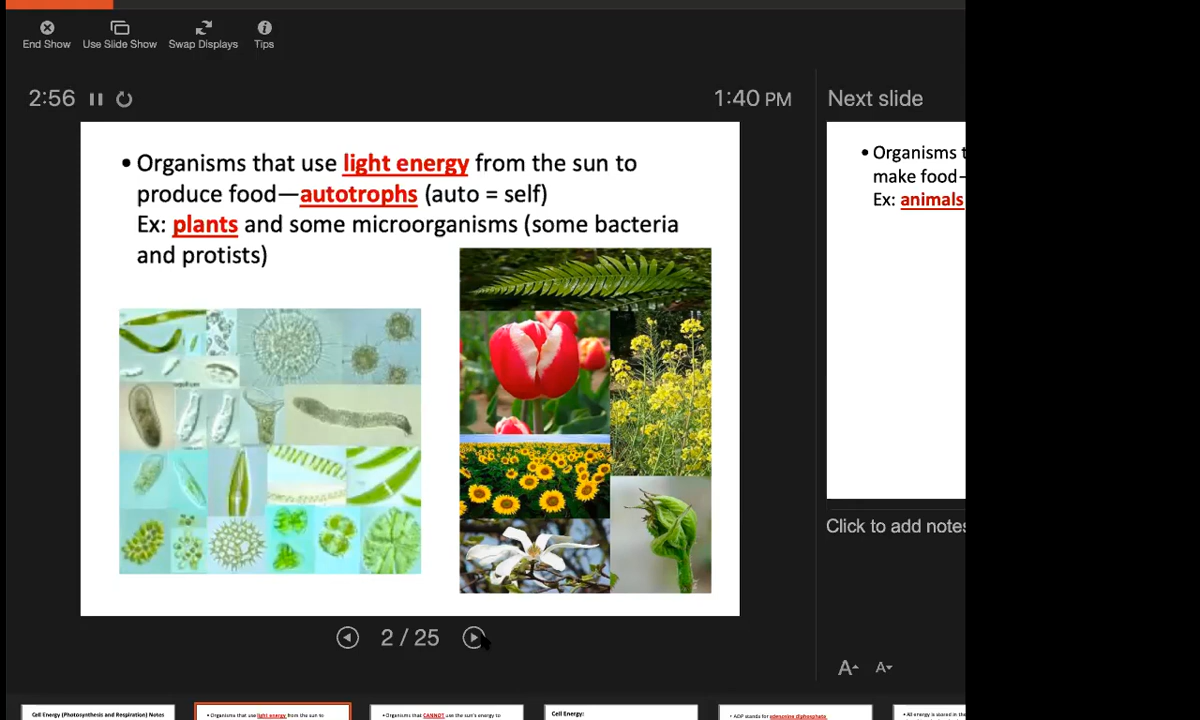 End Show
Use Slide Show
Swap Displays
Tips
2:56
1:40 PM
Next slide
• Organisms that use light energy from the sun to
produce food—autotrophs (auto = self)
Ex: plants and some microorganisms (some bacteria
and protists)
• Organisms
make food–
Ex: animals
Click to add notes
2 / 25
A
A
Cell Energy (Photosynthesis and Respiration) Notes
• Organisms that use light energy from the sun to
• Organisms that CANNOT use the sun's energy to
Cell Energy:
• ADP stands for adenosine diphosphate
• All energy is stored in the